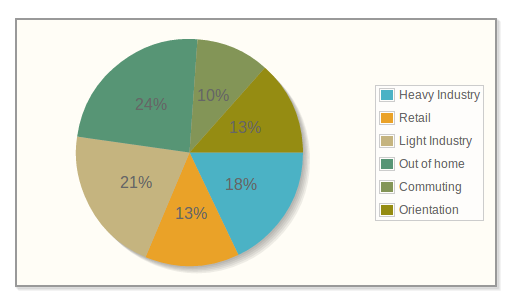 24%
10%
13%
21%
18%
13%
Heavy Industry
Retail
Light Industry
Out of home
Commuting
Orientation